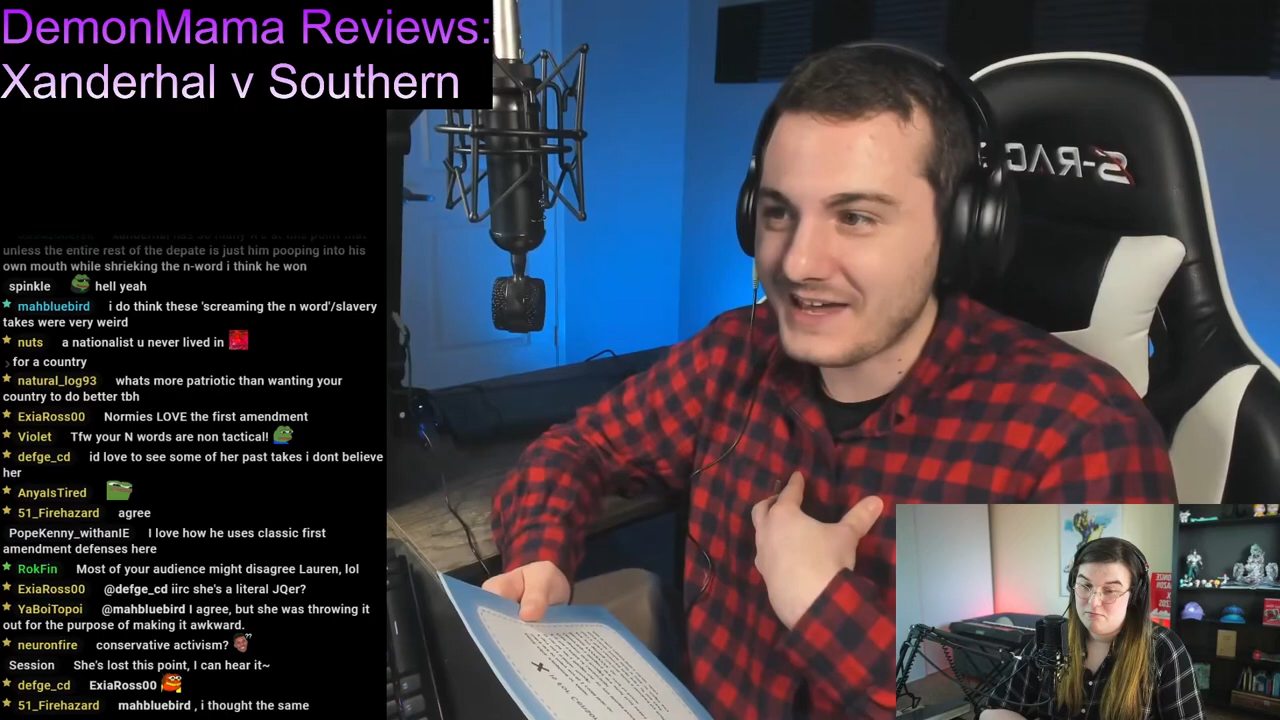 DemonMama Reviews:
Xanderhal v Southern
unless the entire rest of the depate is just him pooping into his
own mouth while shrieking the n-word i think he won
spinkle hell yeah
mahbluebird i do think these 'screaming the n word'/slavery
takes were very weird
nuts a nationalist u never lived in
for a country
natural_log93 whats more patriotic than wanting your
country to do better tbh
ExiaRoss00 Normies LOVE the first amendment
Violet Tfw your N words are non tactical!
defge_cd id love to see some of her past takes i dont believe
her
AnyaIsTired
51_Firehazard agree
PopeKenny_withanIE I love how he uses classic first
amendment defenses here
RokFin Most of your audience might disagree Lauren, lol
ExiaRoss00 @defge_cd iirc she's a literal JQer?
YaBoiTopoi @mahbluebird I agree, but she was throwing it
out for the purpose of making it awkward.
neuronfire conservative activism?
Session She's lost this point, I can hear it~
defge_cd ExiaRoss00
51_Firehazard mahbluebird , i thought the same
S-RAC